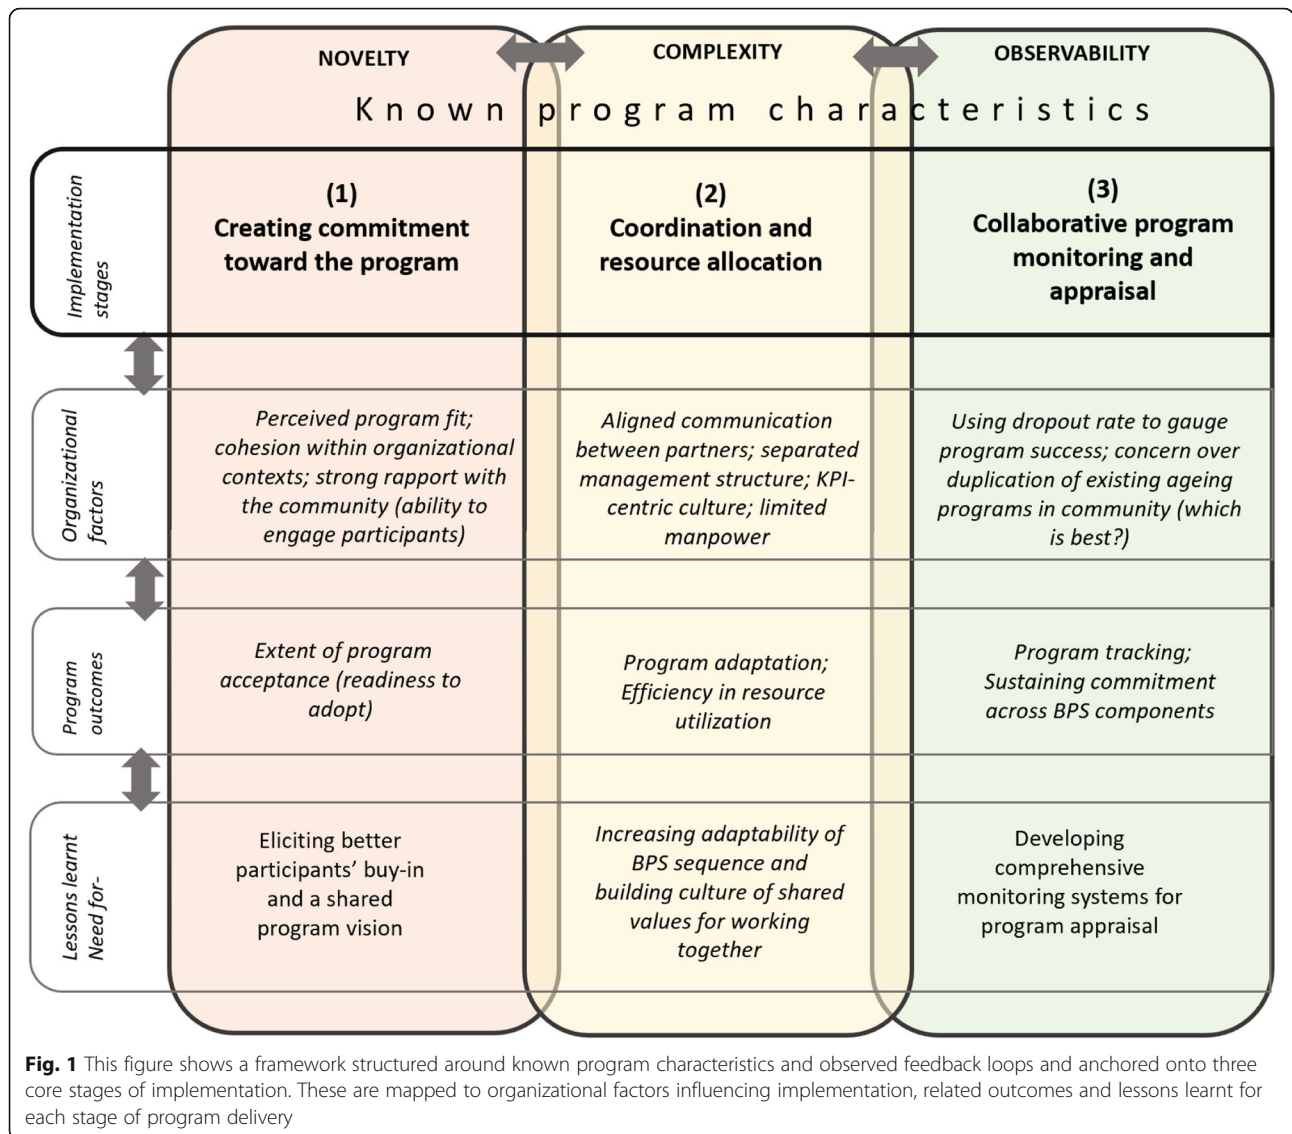 NOVELTY
COMPLEXITY
OBSERVABILITY
Known program characteristics
Implementation
stages
(1)
Creating commitment
toward the program
(2)
Coordination and
resource allocation
(3)
Collaborative program
monitoring and
appraisal
Organizational
factors
Perceived program fit;
cohesion within organizational
contexts; strong rapport with
the community (ability to
engage participants)
Aligned communication
between partners; separated
management structure; KPI-
centric culture; limited
manpower
Using dropout rate to gauge
program success; concern over
duplication of existing ageing
programs in community (which
is best?)
Program
outcomes
Extent of program
acceptance (readiness to
adopt)
Program adaptation;
Efficiency in resource
utilization
Program tracking;
Sustaining commitment
across BPS components
Lessons learnt
Need for-
Eliciting better
participants’ buy-in
and a shared
program vision
Increasing adaptability of
BPS sequence and
building culture of shared
values for working
together
Developing
comprehensive
monitoring systems for
program appraisal
Fig. 1 This figure shows a framework structured around known program characteristics and observed feedback loops and anchored onto three
core stages of implementation. These are mapped to organizational factors influencing implementation, related outcomes and lessons learnt for
each stage of program delivery